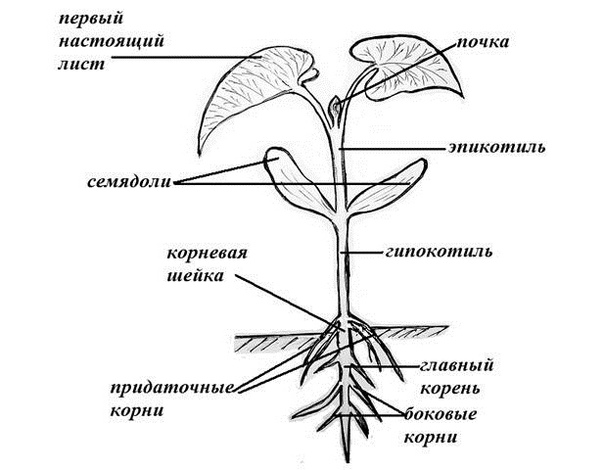 первый
настоящий
лист
почка
эпикотиль
семядоли
корневая
шейка
гипокотиль
главный
корень
придаточные
корни
боковые
корни